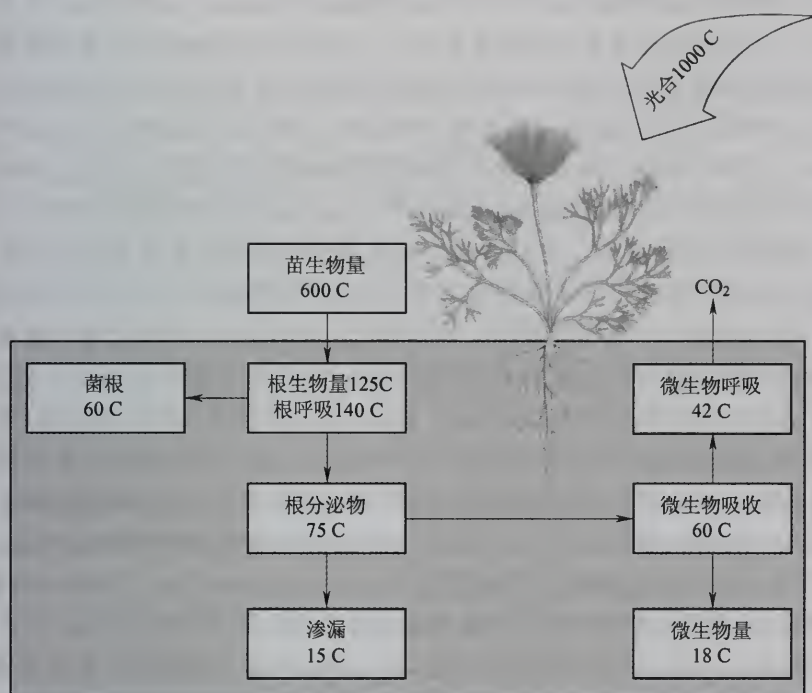 光合1000 C
苗生物量
600 C
CO₂
菌根
60 C
根生物量125C
根呼吸140 C
微生物呼吸
42 C
根分泌物
75 C
微生物吸收
60 C
渗漏
15 C
微生物量
18 C